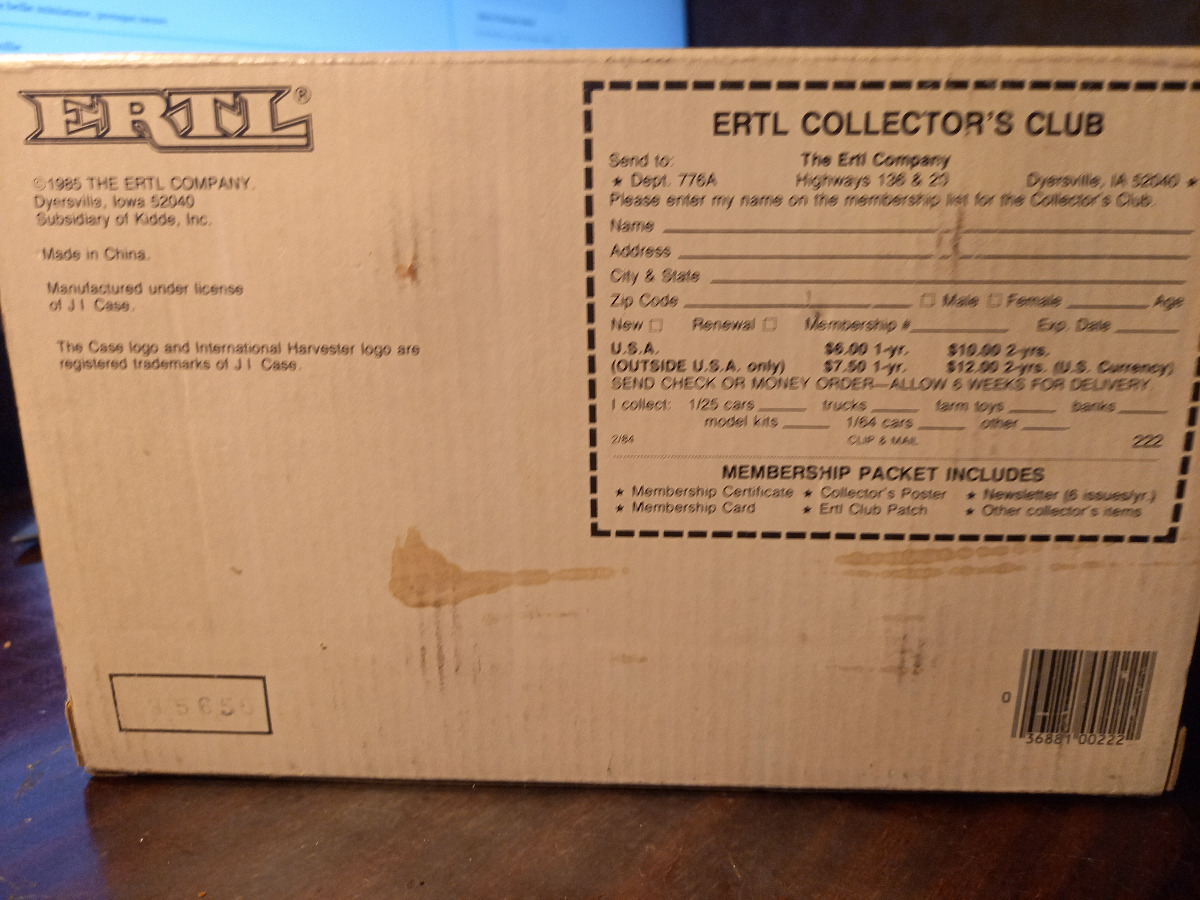 ERTL®
©1985 THE ERTL COMPANY.
Dyersville, Iowa 52040
Subsidiary of Kidde, Inc.
Made in China.
Manufactured under license
of J I Case.
The Case logo and International Harvester logo are
registered trademarks of J I Case.
ERTL COLLECTOR'S CLUB
Send to: The Ertl Company
★ Dept. 776A Highways 136 & 20 Dyersville, IA 52040 ★
Please enter my name on the membership list for the Collector's Club.
Name
Address
City & State
Zip Code □ Male □ Female Age
New □ Renewal □ Membership # Exp. Date
U.S.A. $6.00 1-yr. $10.00 2-yrs.
(OUTSIDE U.S.A. only) $7.50 1-yr. $12.00 2-yrs. (U.S. Currency)
SEND CHECK OR MONEY ORDER—ALLOW 6 WEEKS FOR DELIVERY.
I collect: 1/25 cars trucks farm toys banks
model kits 1/64 cars other
2/84 CLIP & MAIL 222
MEMBERSHIP PACKET INCLUDES
★ Membership Certificate ★ Collector's Poster ★ Newsletter (6 issues/yr.)
★ Membership Card ★ Ertl Club Patch ★ Other collector's items
0 36881 00222